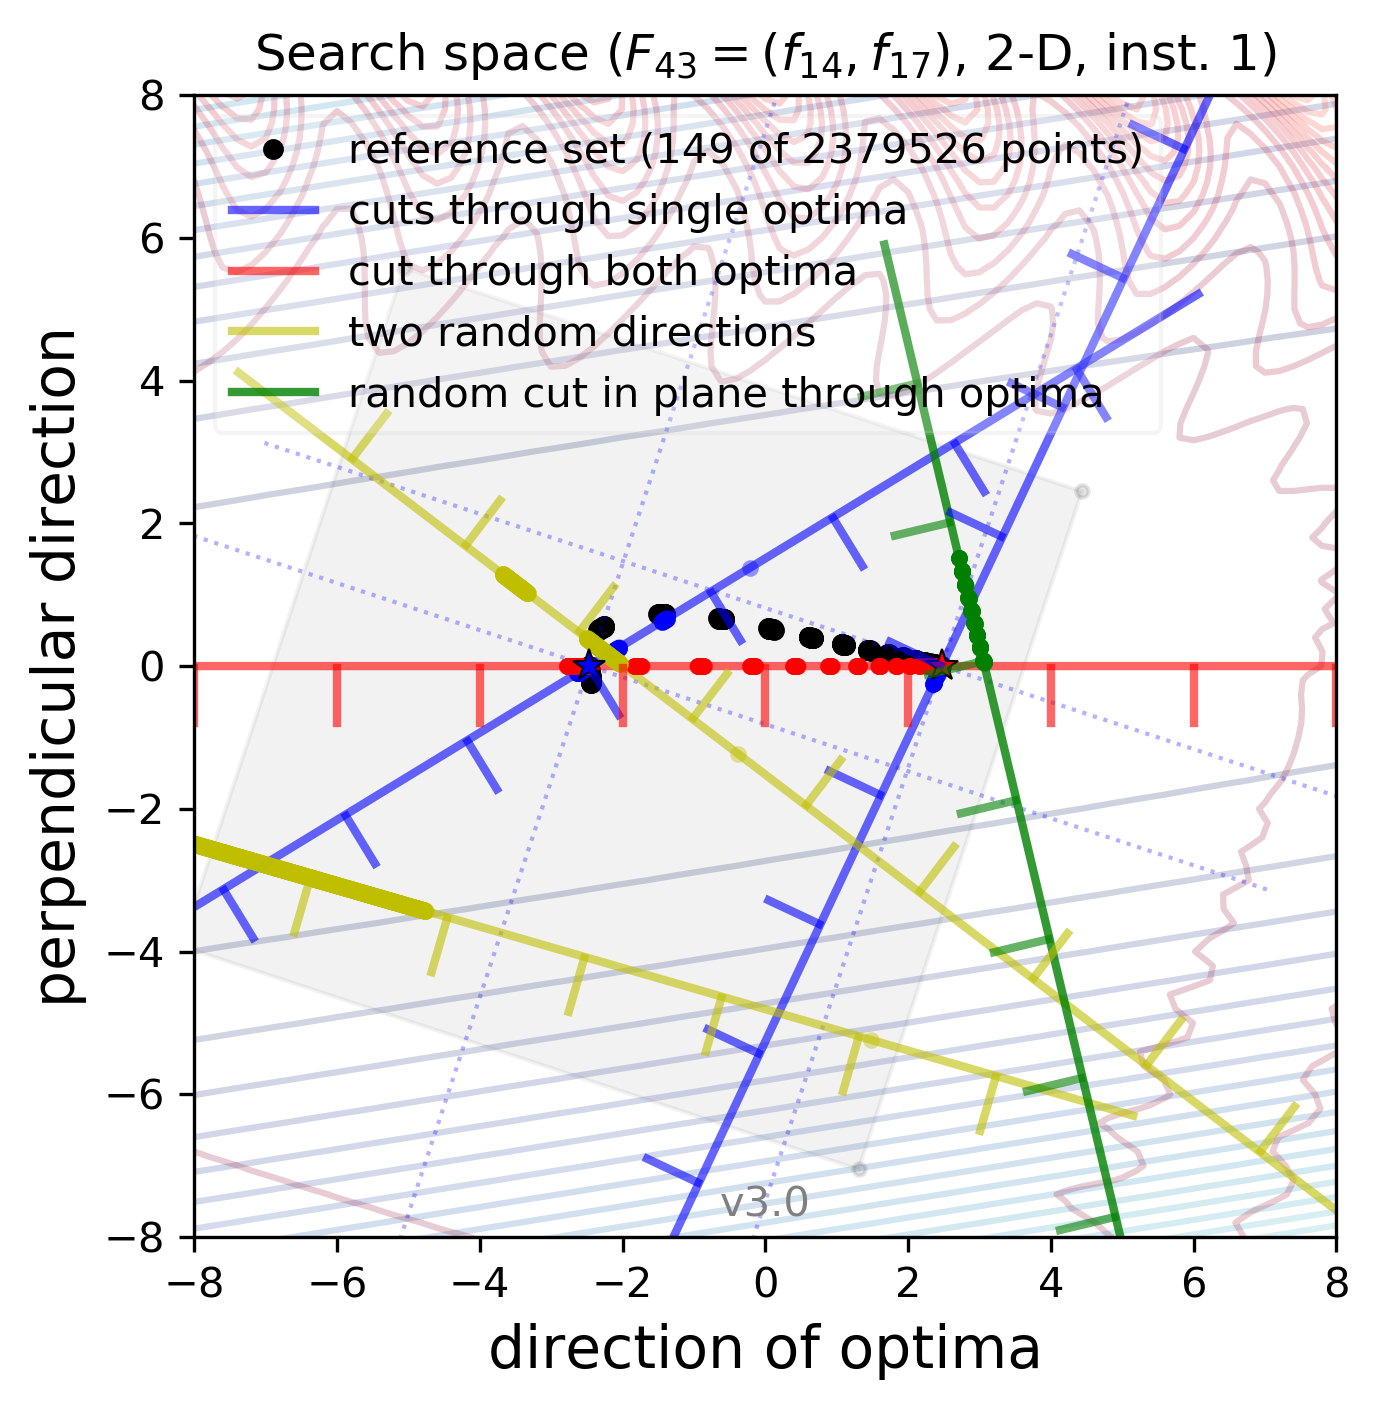 Search space (F₄₃ = (f₁₄, f₁₇), 2-D, inst. 1)
reference set (149 of 2379526 points)
cuts through single optima
cut through both optima
two random directions
random cut in plane through optima
perpendicular direction
8
6
4
2
0
−2
−4
−6
−8
v3.0
−8 −6 −4 −2 0 2 4 6 8
direction of optima